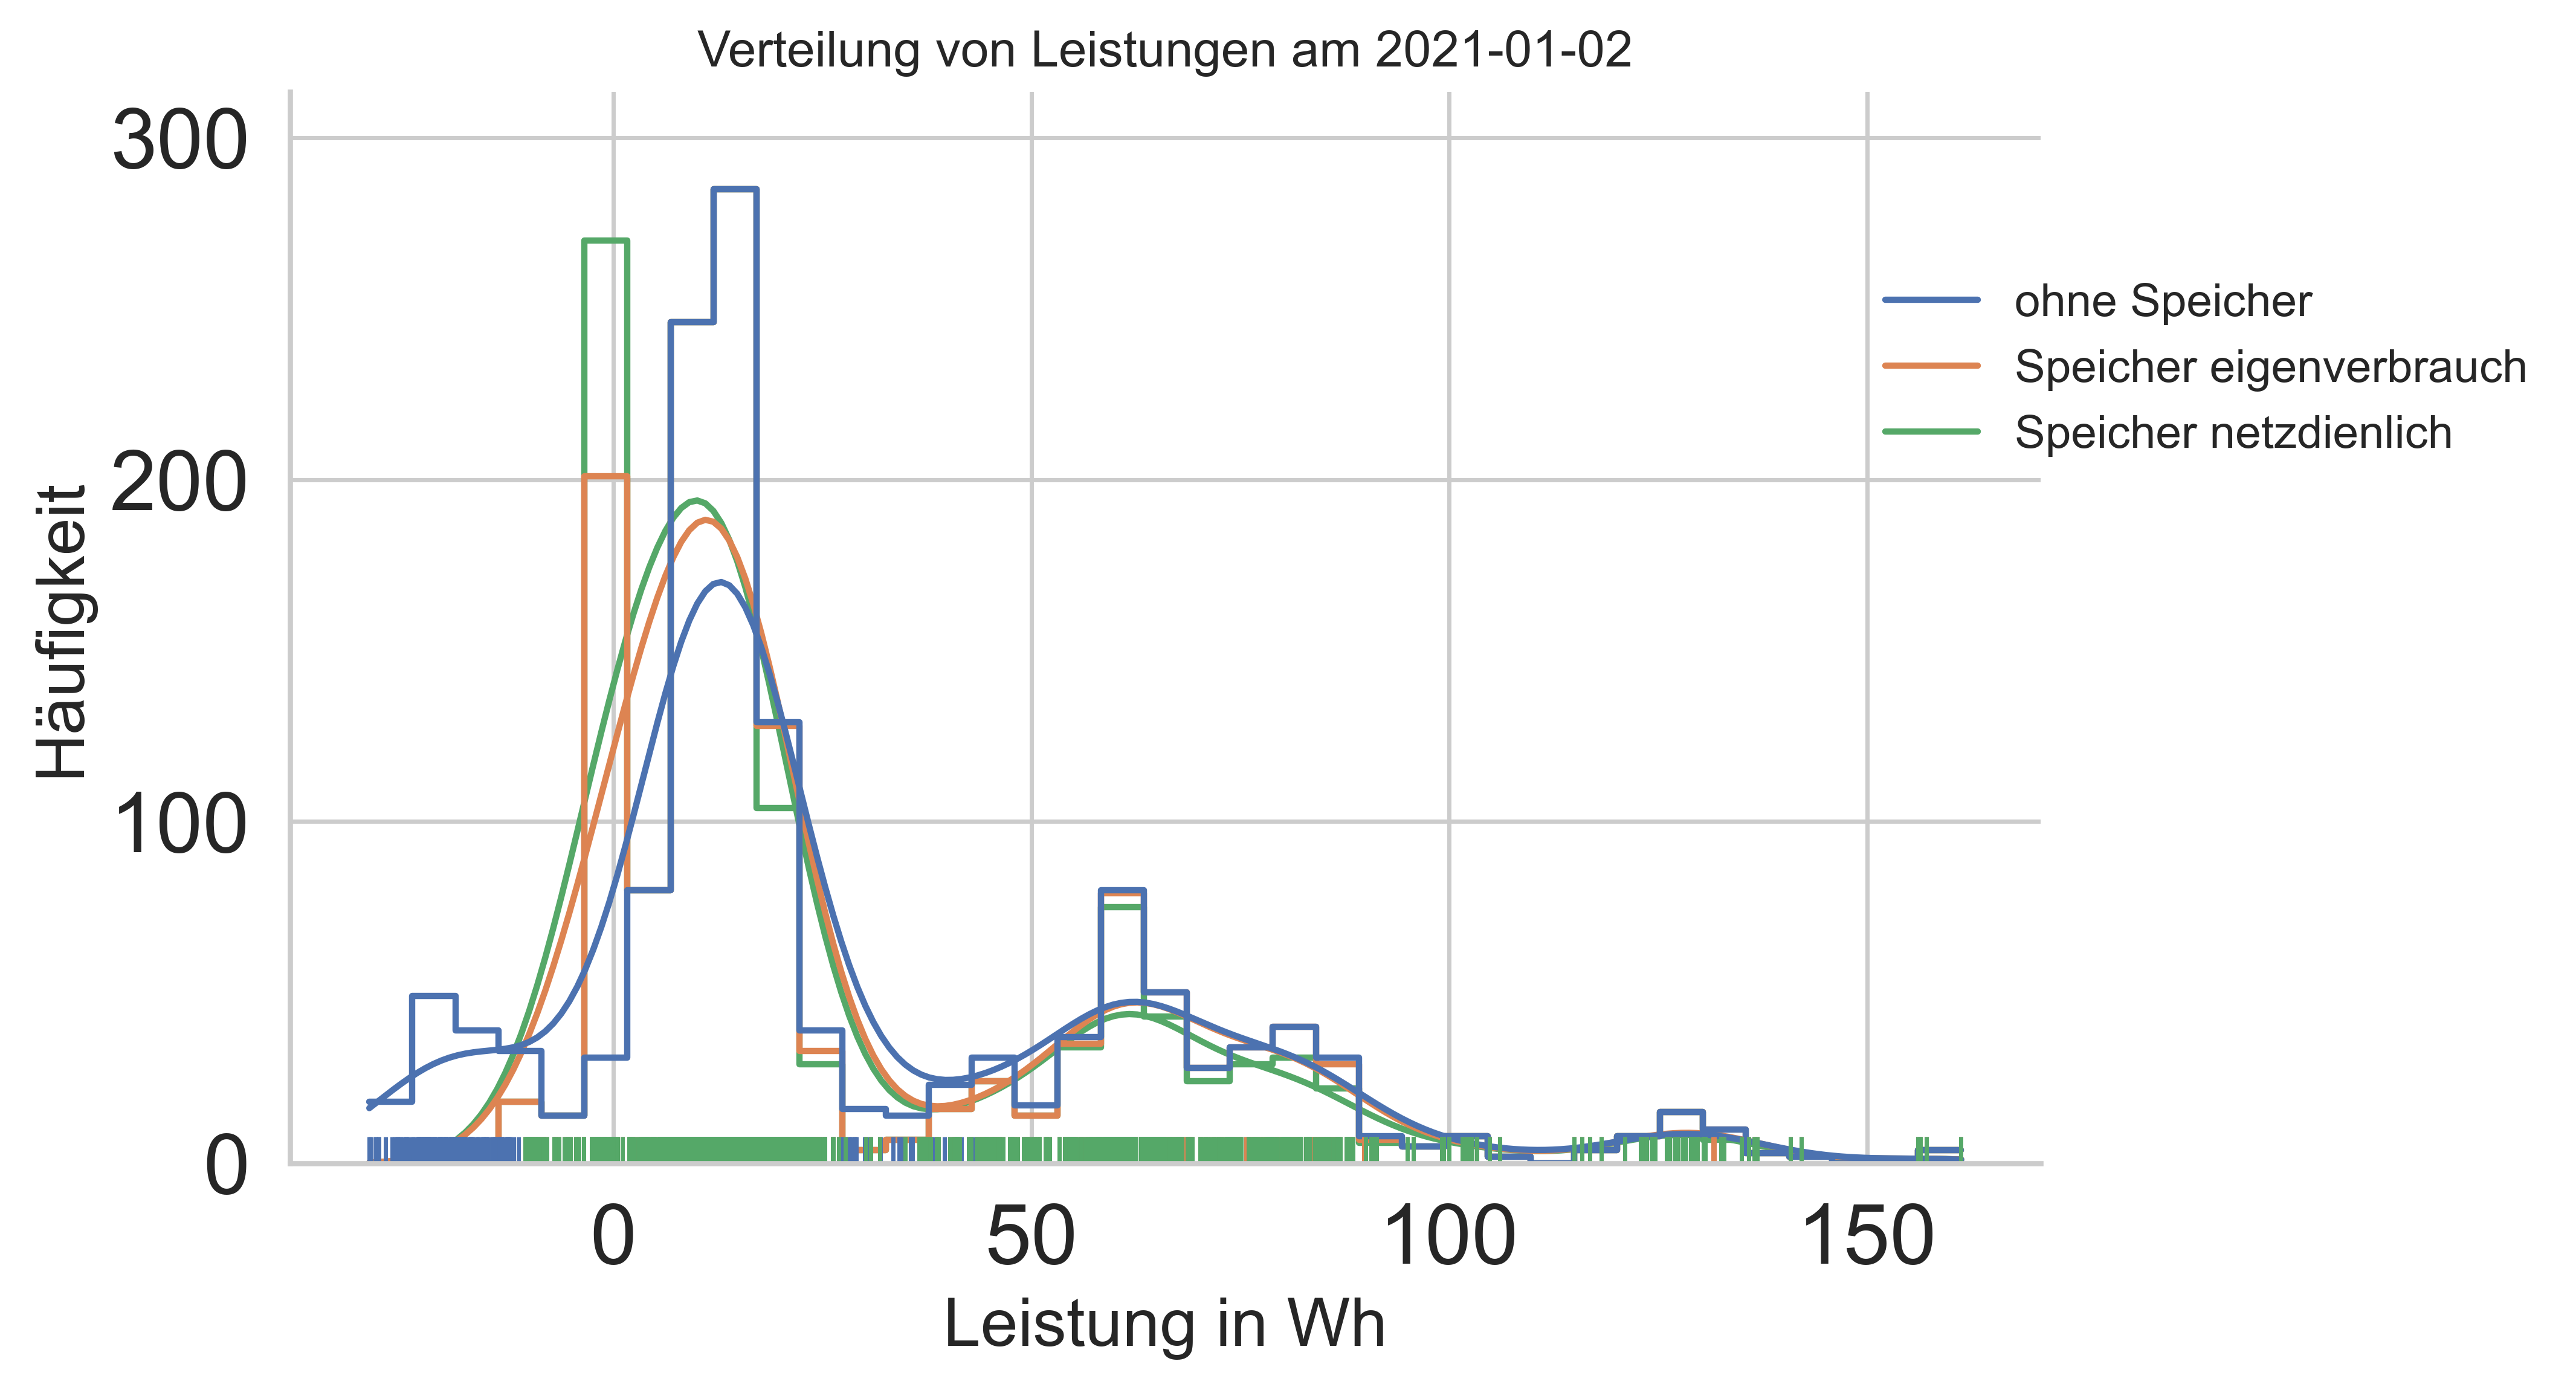 Verteilung von Leistungen am 2021-01-02
300
200
100
0
Häufigkeit
ohne Speicher
Speicher eigenverbrauch
Speicher netzdienlich
0 50 100 150
Leistung in Wh